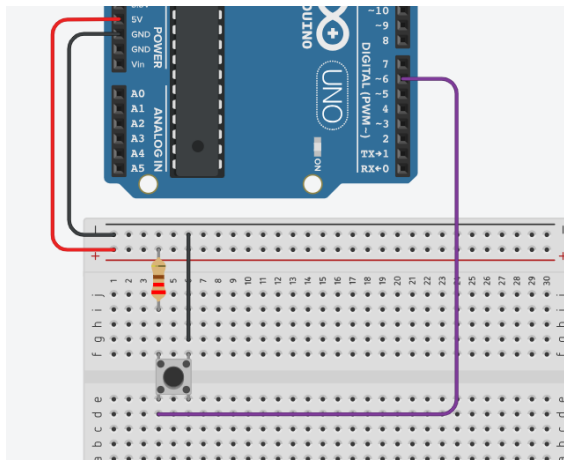 5V
GND
GND
Vin
POWER
A0
A1
A2
A3
A4
A5
ANALOG IN
UNO
ON
~10
~9
8
7
~6
~5
4
~3
2
TX→1
RX←0
DIGITAL (PWM~)
1 2 3 5 6 7 8 9 10 11 12 13 14 15 16 17 18 19 20 21 22 23 24 25 26 27 28 29 30
j
i
h
g
f
e
d
c
b